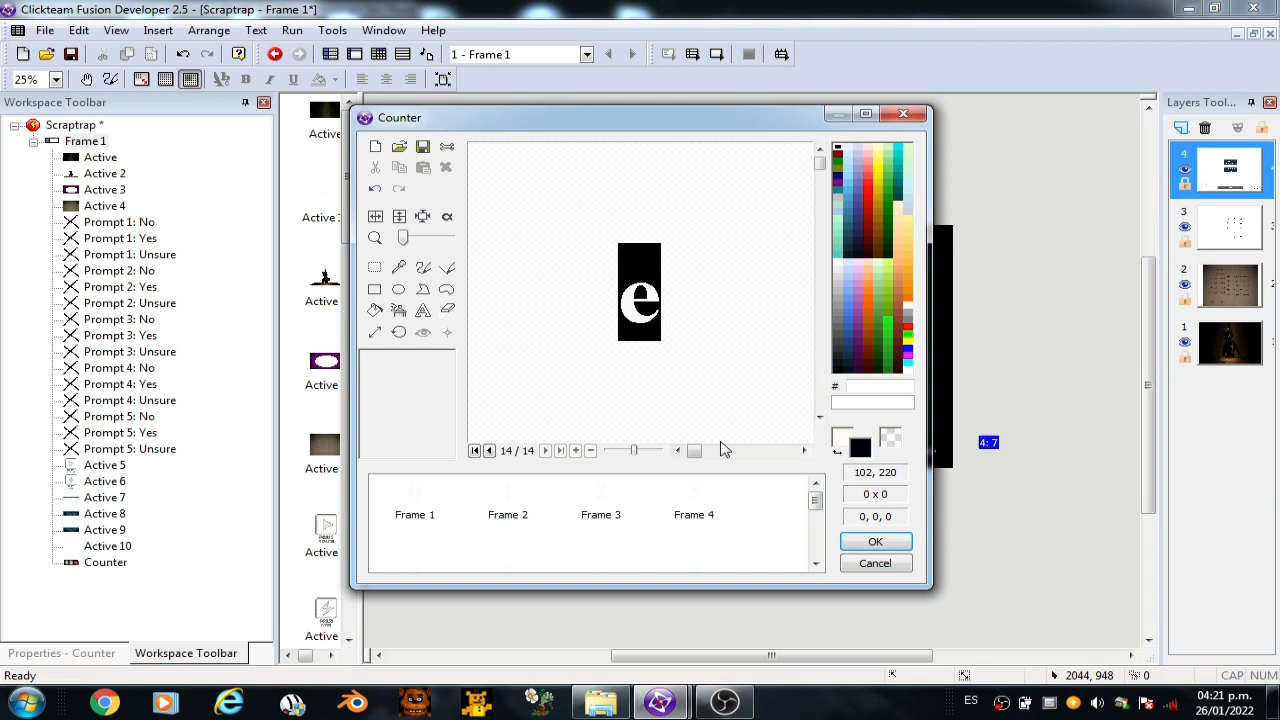 Clickteam Fusion Developer 2.5 - [Scraptrap - Frame 1*]
File Edit View Insert Arrange Text Run Tools Window Help
1 - Frame 1
25%
Workspace Toolbar
Scraptrap *
Frame 1
Active
Active 2
Active 3
Active 4
Prompt 1: No
Prompt 1: Yes
Prompt 1: Unsure
Prompt 2: No
Prompt 2: Yes
Prompt 2: Unsure
Prompt 3: No
Prompt 3: Yes
Prompt 3: Unsure
Prompt 4: No
Prompt 4: Yes
Prompt 4: Unsure
Prompt 5: No
Prompt 5: Yes
Prompt 5: Unsure
Active 5
Active 6
Active 7
Active 8
Active 9
Active 10
Counter
Properties - Counter Workspace Toolbar
Active
Active
Active
Active
Active
Active
Active
Counter
e
14 / 14
0 1 2 3
Frame 1 Frame 2 Frame 3 Frame 4
#
102, 220
0 x 0
0, 0, 0
OK
Cancel
4: 7
Layers Tool...
4
3
2
1
Ready
2044, 948
0
CAP NUM
ES
04:21 p.m.
26/01/2022